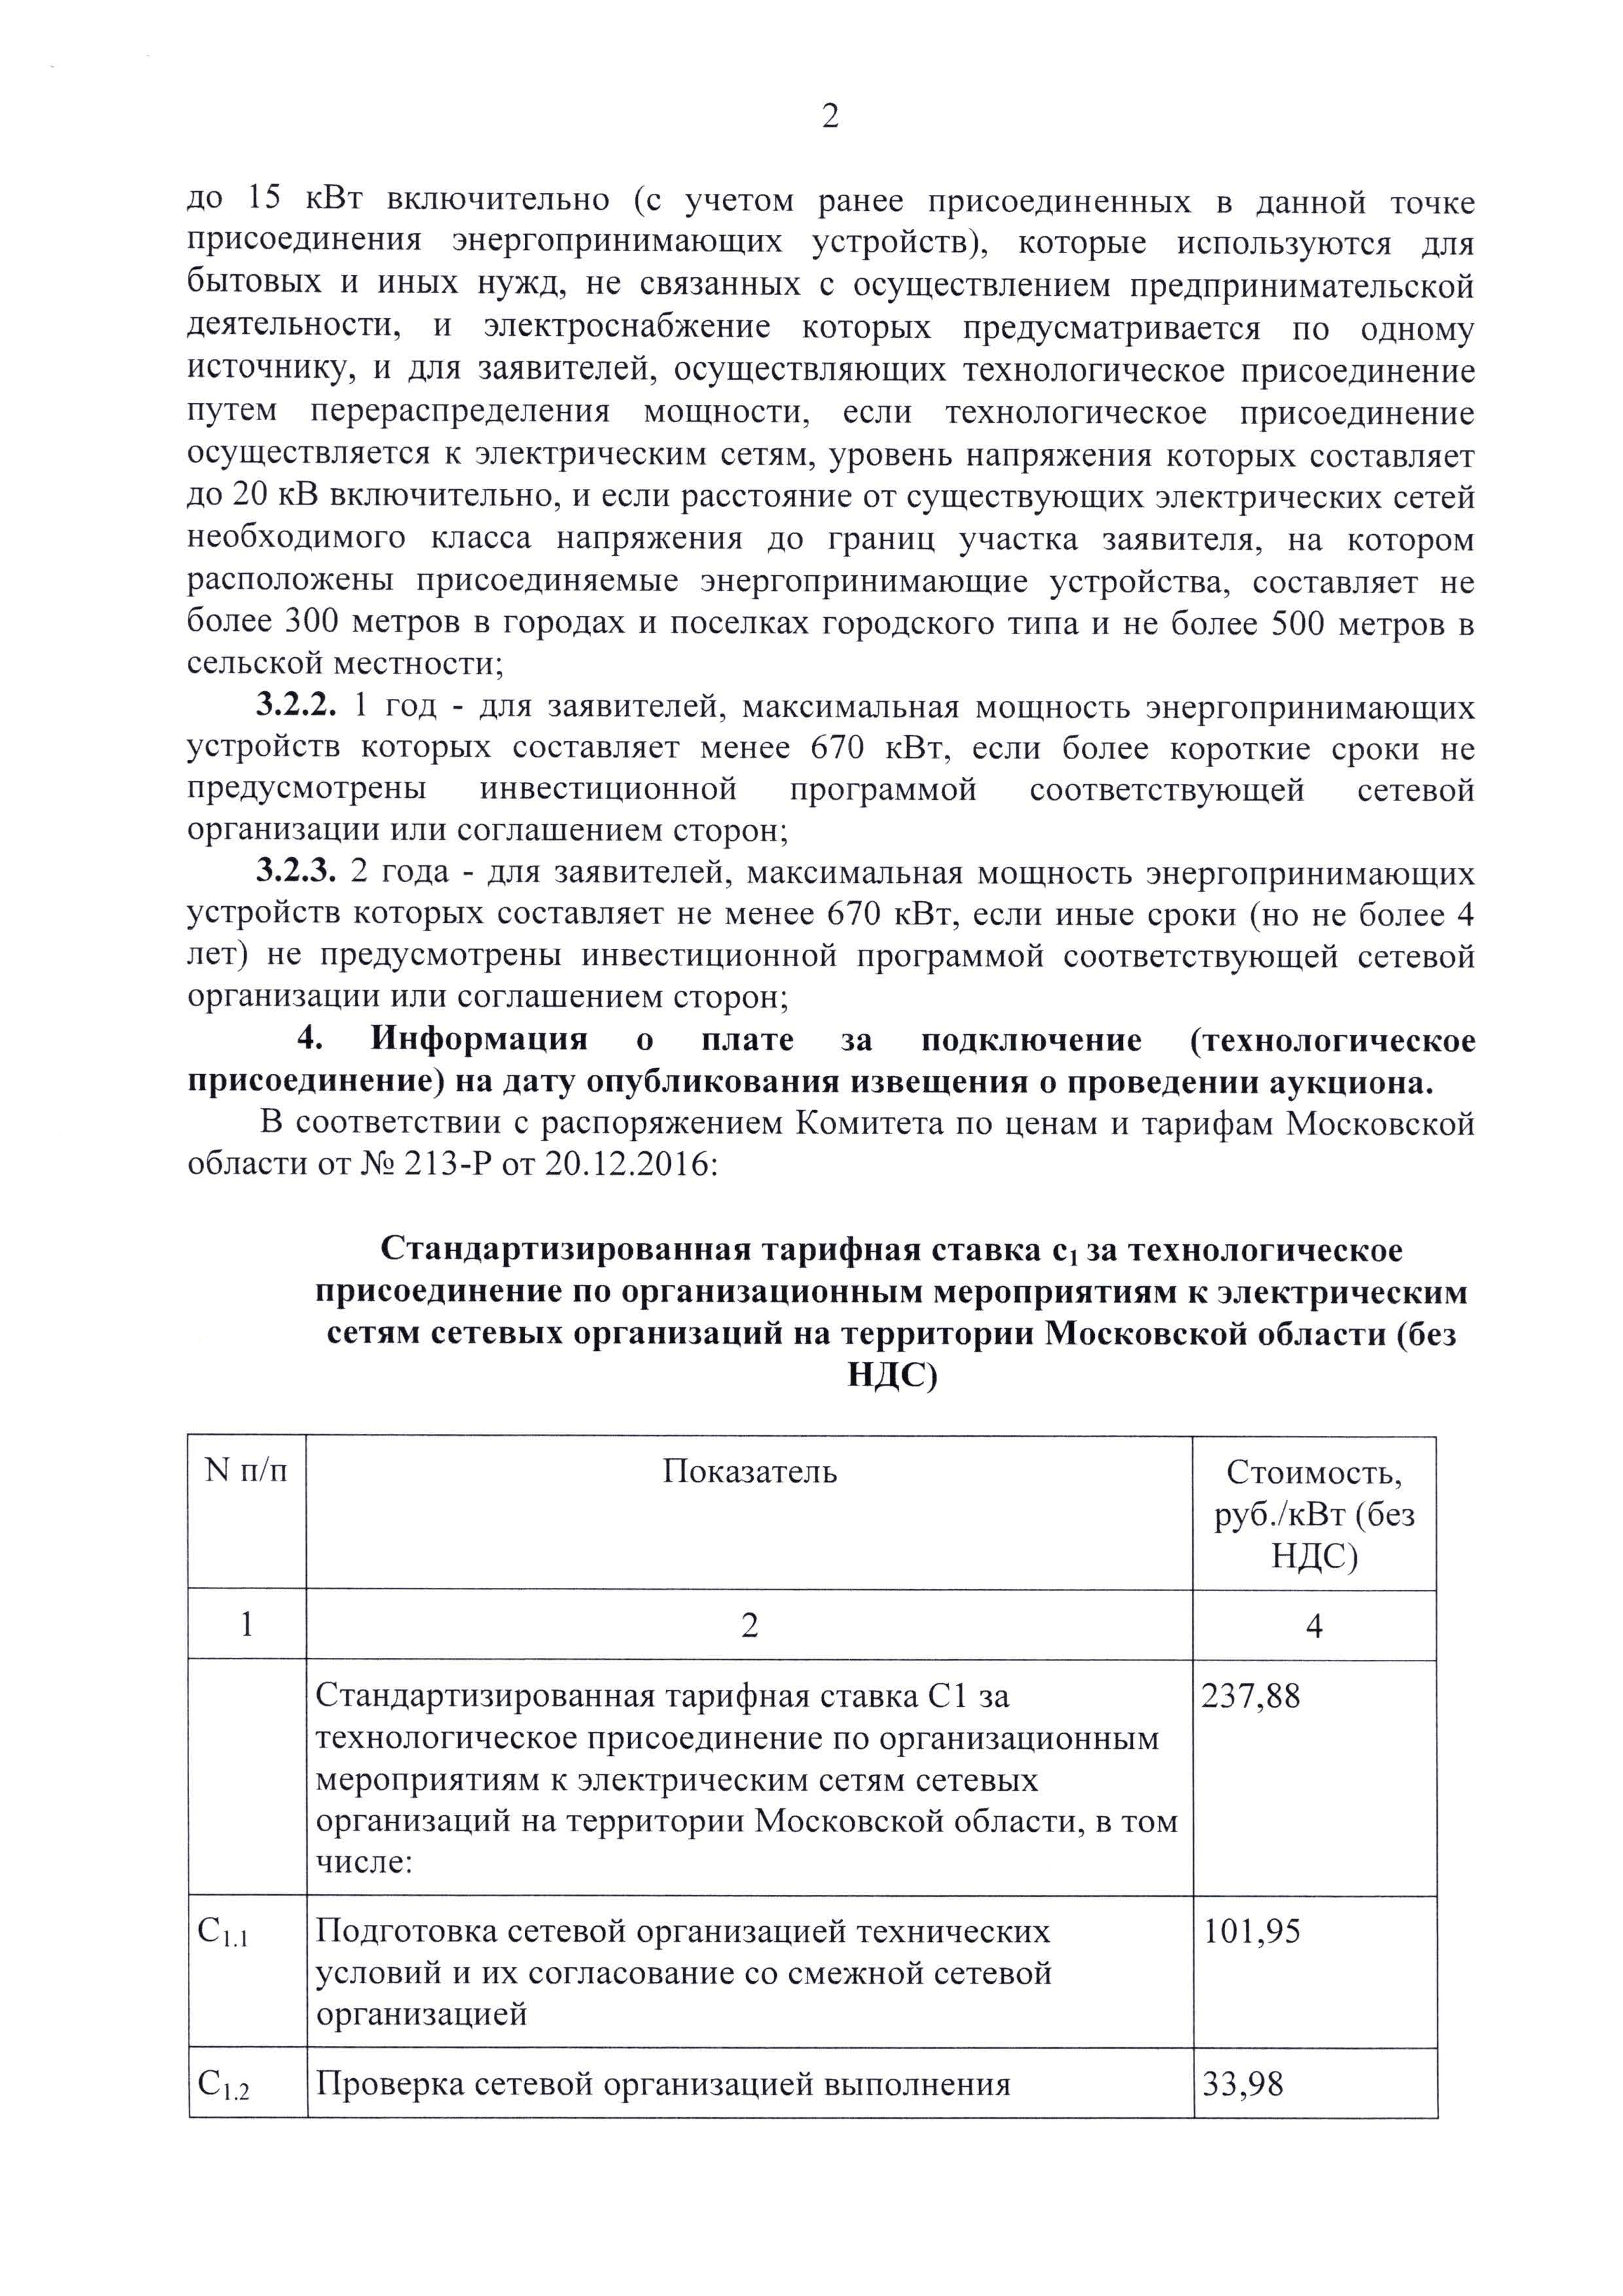 2
до 15 кВт включительно (с учетом ранее присоединенных в данной точке
присоединения энергопринимающих устройств), которые используются для
бытовых и иных нужд, не связанных с осуществлением предпринимательской
деятельности, и электроснабжение которых предусматривается по одному
источнику, и для заявителей, осуществляющих технологическое присоединение
путем перераспределения мощности, если технологическое присоединение
осуществляется к электрическим сетям, уровень напряжения которых составляет
до 20 кВ включительно, и если расстояние от существующих электрических сетей
необходимого класса напряжения до границ участка заявителя, на котором
расположены присоединяемые энергопринимающие устройства, составляет не
более 300 метров в городах и поселках городского типа и не более 500 метров в
сельской местности;
3.2.2. 1 год - для заявителей, максимальная мощность энергопринимающих
устройств которых составляет менее 670 кВт, если более короткие сроки не
предусмотрены инвестиционной программой соответствующей сетевой
организации или соглашением сторон;
3.2.3. 2 года - для заявителей, максимальная мощность энергопринимающих
устройств которых составляет не менее 670 кВт, если иные сроки (но не более 4
лет) не предусмотрены инвестиционной программой соответствующей сетевой
организации или соглашением сторон;
4. Информация о плате за подключение (технологическое
присоединение) на дату опубликования извещения о проведении аукциона.
В соответствии с распоряжением Комитета по ценам и тарифам Московской
области от № 213-Р от 20.12.2016:
Стандартизированная тарифная ставка с1 за технологическое
присоединение по организационным мероприятиям к электрическим
сетям сетевых организаций на территории Московской области (без
НДС)
N п/п Показатель Стоимость,
руб./кВт (без
НДС)
1 2 4
Стандартизированная тарифная ставка С1 за 237,88
технологическое присоединение по организационным
мероприятиям к электрическим сетям сетевых
организаций на территории Московской области, в том
числе:
С1.1 Подготовка сетевой организацией технических 101,95
условий и их согласование со смежной сетевой
организацией
С1.2 Проверка сетевой организацией выполнения 33,98